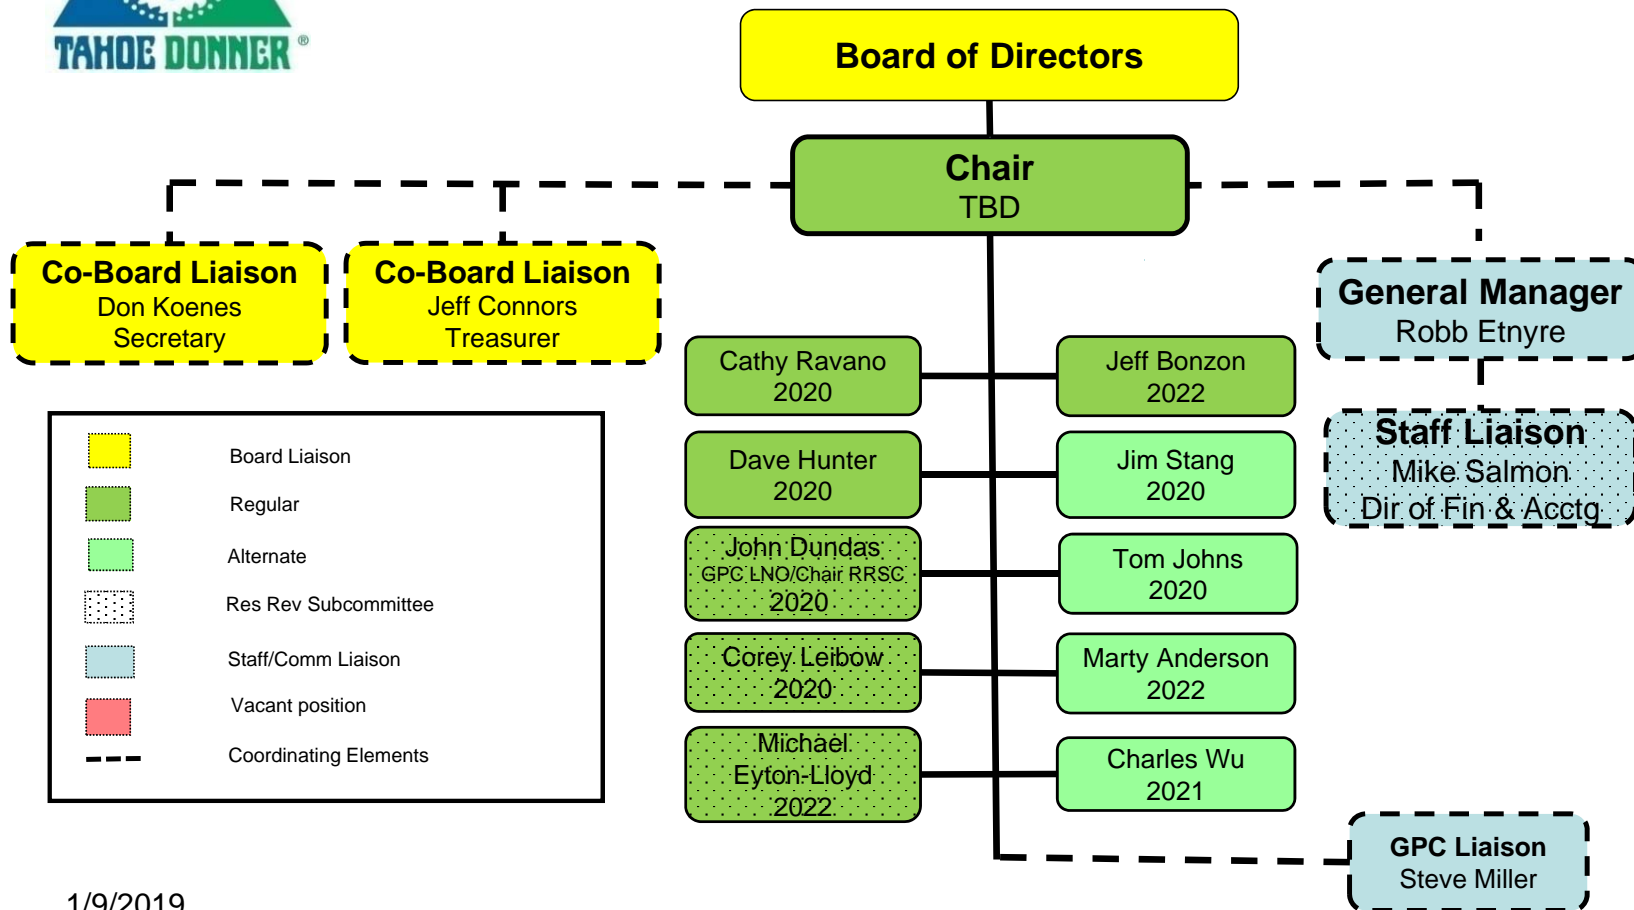 TAHOE DONNER ®
Board of Directors
Chair
TBD
Co-Board Liaison
Don Koenes
Secretary
Co-Board Liaison
Jeff Connors
Treasurer
General Manager
Robb Etnyre
Staff Liaison
Mike Salmon
Dir of Fin & Acctg
Cathy Ravano
2020
Jeff Bonzon
2022
Dave Hunter
2020
Jim Stang
2020
John Dundas
GPC LNO/Chair RRSC
2020
Tom Johns
2020
Corey Leibow
2020
Marty Anderson
2022
Michael
Eyton-Lloyd
2022
Charles Wu
2021
GPC Liaison
Steve Miller
Board Liaison
Regular
Alternate
Res Rev Subcommittee
Staff/Comm Liaison
Vacant position
Coordinating Elements
1/9/2019